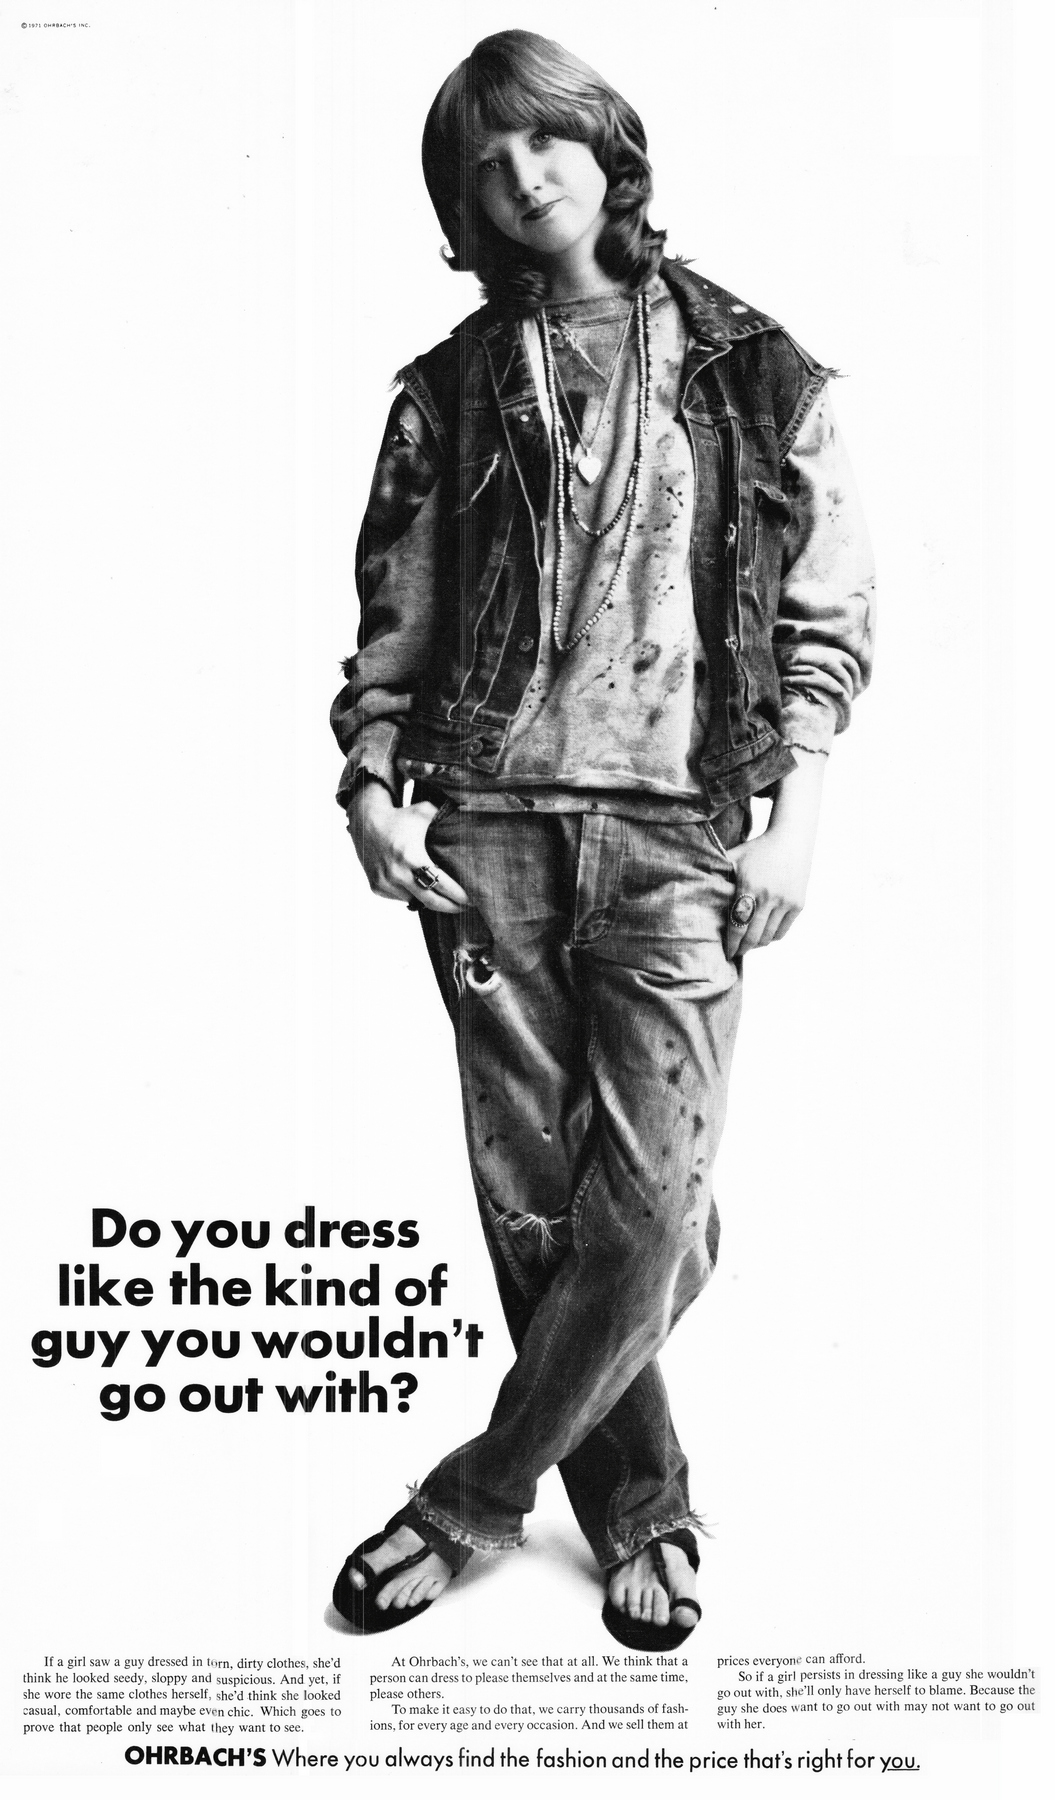 © 1971 OHRBACH'S INC.
Do you dress
like the kind of
guy you wouldn't
go out with?
If a girl saw a guy dressed in torn, dirty clothes, she'd
think he looked seedy, sloppy and suspicious. And yet, if
she wore the same clothes herself, she'd think she looked
casual, comfortable and maybe even chic. Which goes to
prove that people only see what they want to see.
At Ohrbach's, we can't see that at all. We think that a
person can dress to please themselves and at the same time,
please others.
To make it easy to do that, we carry thousands of fash-
ions, for every age and every occasion. And we sell them at
prices everyone can afford.
So if a girl persists in dressing like a guy she wouldn't
go out with, she'll only have herself to blame. Because the
guy she does want to go out with may not want to go out
with her.
OHRBACH'S Where you always find the fashion and the price that's right for you.